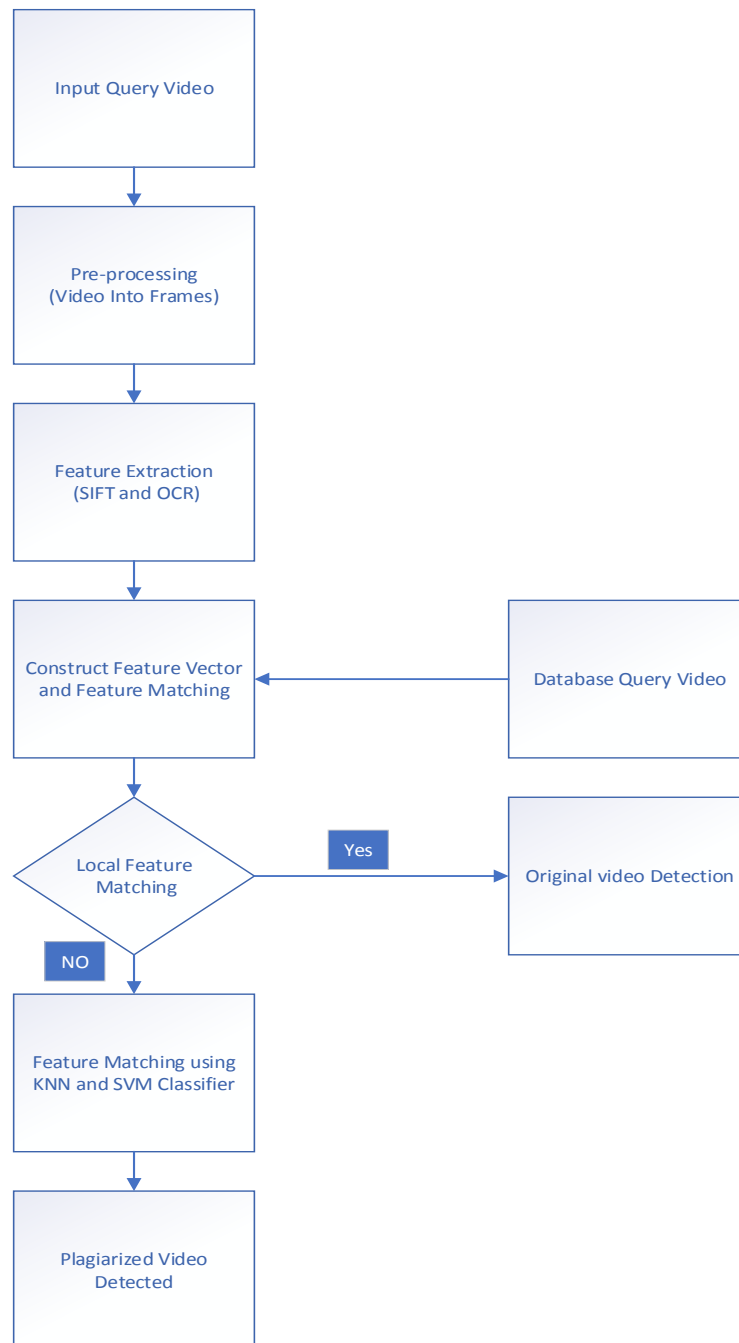 Input Query Video
Pre-processing
(Video Into Frames)
Feature Extraction
(SIFT and OCR)
Construct Feature Vector
and Feature Matching
Database Query Video
Local Feature
Matching
Yes
Original video Detection
NO
Feature Matching using
KNN and SVM Classifier
Plagiarized Video
Detected